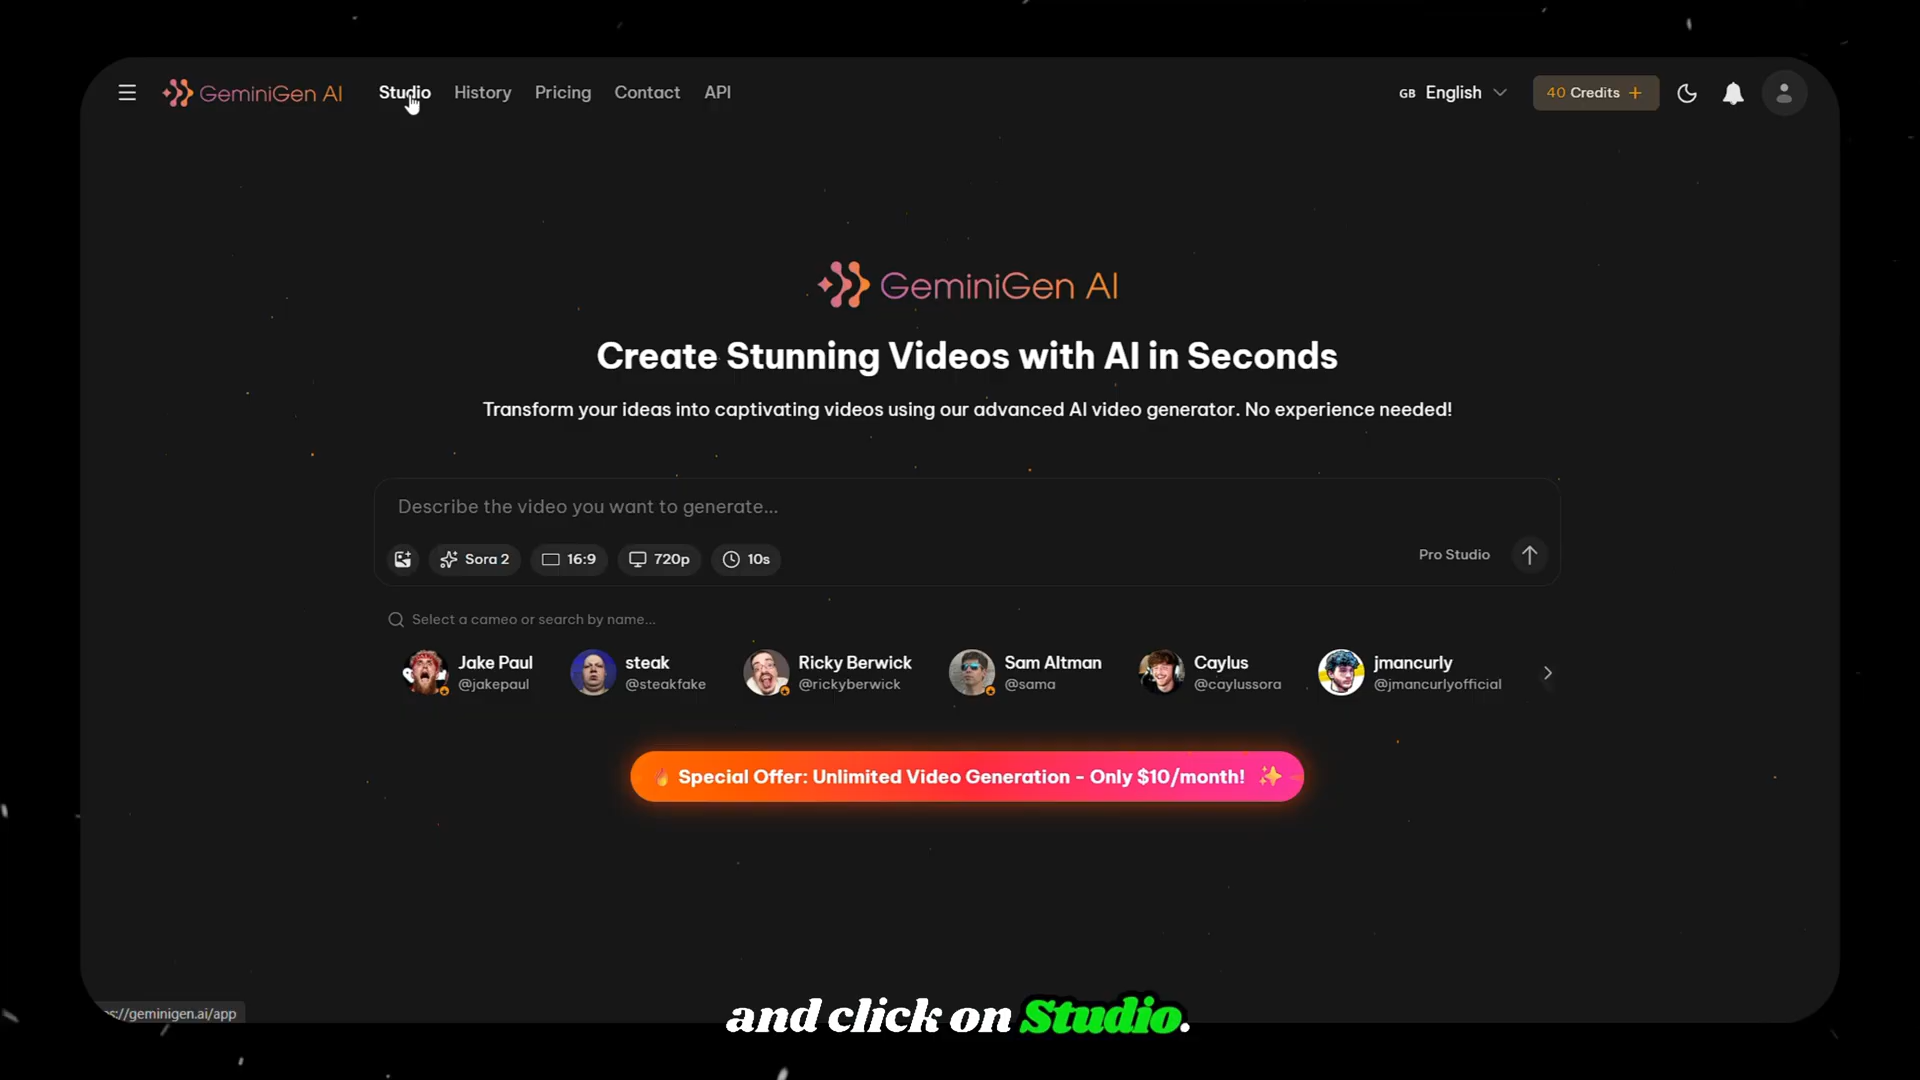 GeminiGen AI
Studio
History
Pricing
Contact
API
GB English
40 Credits +
GeminiGen AI
Create Stunning Videos with AI in Seconds
Transform your ideas into captivating videos using our advanced AI video generator. No experience needed!
Describe the video you want to generate...
Sora 2
16:9
720p
10s
Pro Studio
Select a cameo or search by name...
Jake Paul
@jakepaul
steak
@steakfake
Ricky Berwick
@rickyberwick
Sam Altman
@sama
Caylus
@caylussora
jmancurly
@jmancurlyofficial
🔥 Special Offer: Unlimited Video Generation - Only $10/month! ✨
s://geminigen.ai/app
and click on Studio.